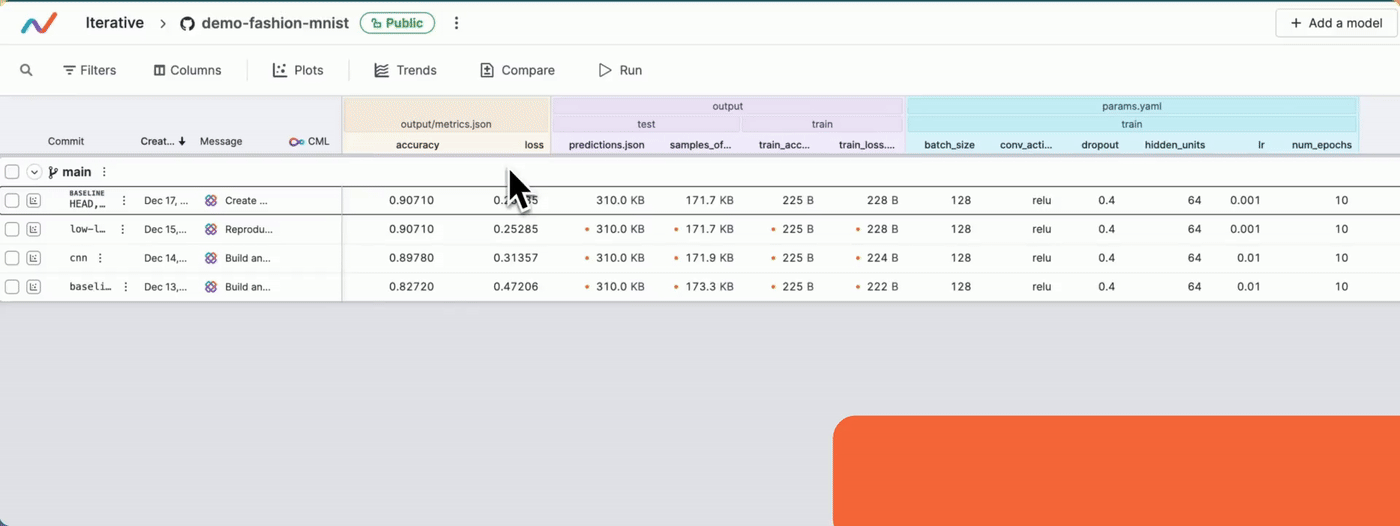 Iterative > demo-fashion-mnist Public Add a model
Filters Columns Plots Trends Compare Run
output params.yaml
output/metrics.json test train train
Commit Creat... Message CML accuracy loss predictions.json samples_of... train_acc... train_loss.... batch_size conv_acti... dropout hidden_units lr num_epochs
main
BASELINE
HEAD,... Dec 17, ... Create ... 0.90710 310.0 KB 171.7 KB 225 B 228 B 128 relu 0.4 64 0.001 10
low-l... Dec 15,... Reprodu... 0.90710 0.25285 310.0 KB 171.7 KB 225 B 228 B 128 relu 0.4 64 0.001 10
cnn Dec 14,... Build an... 0.89780 0.31357 310.0 KB 171.9 KB 225 B 224 B 128 relu 0.4 64 0.01 10
baseli... Dec 13,... Build an... 0.82720 0.47206 310.0 KB 173.3 KB 225 B 222 B 128 relu 0.4 64 0.01 10